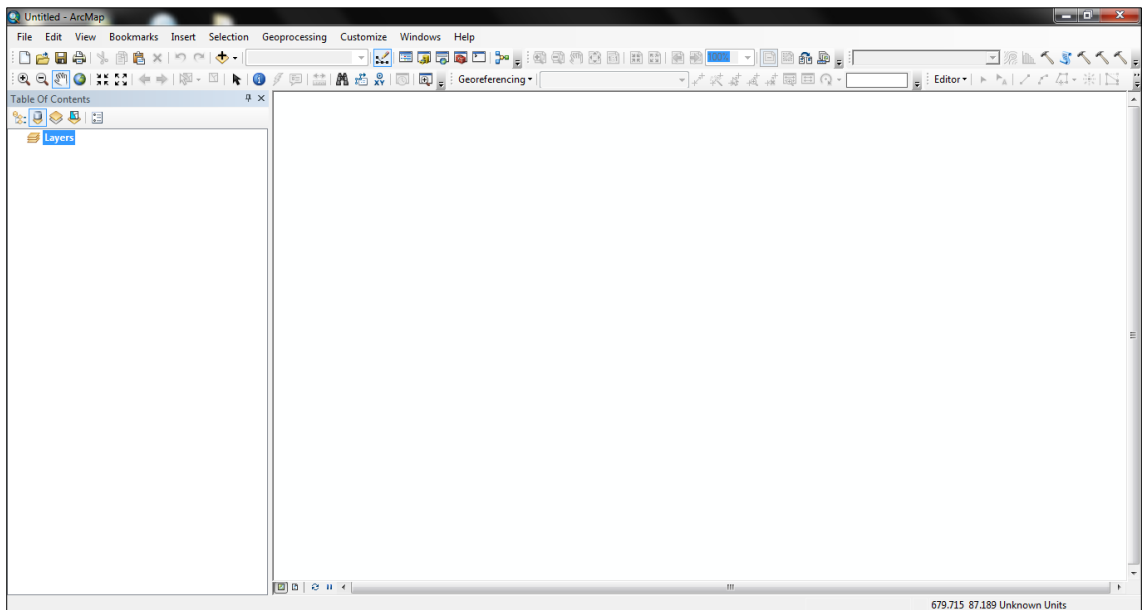 Untitled - ArcMap
File Edit View Bookmarks Insert Selection Geoprocessing Customize Windows Help
Georeferencing Editor
Table Of Contents
Layers
679.715 87.189 Unknown Units